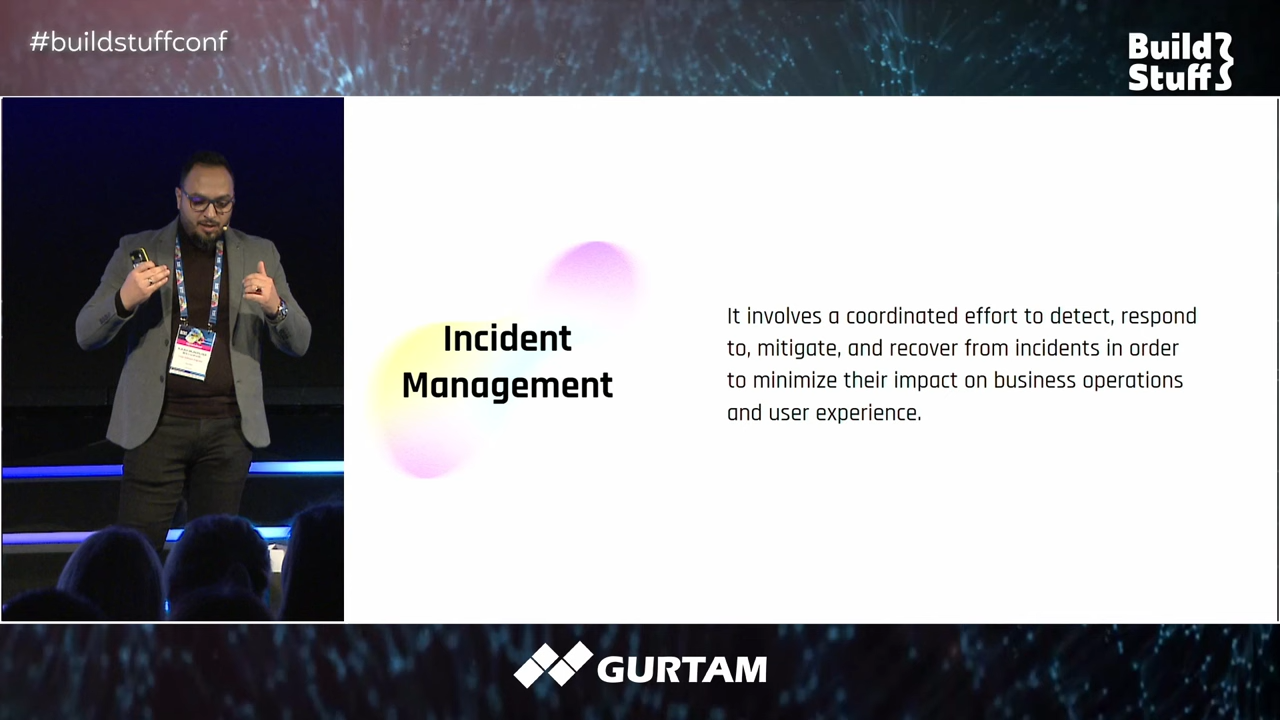 #buildstuffconf
Build
Stuff
Incident
Management
It involves a coordinated effort to detect, respond
to, mitigate, and recover from incidents in order
to minimize their impact on business operations
and user experience.
GURTAM